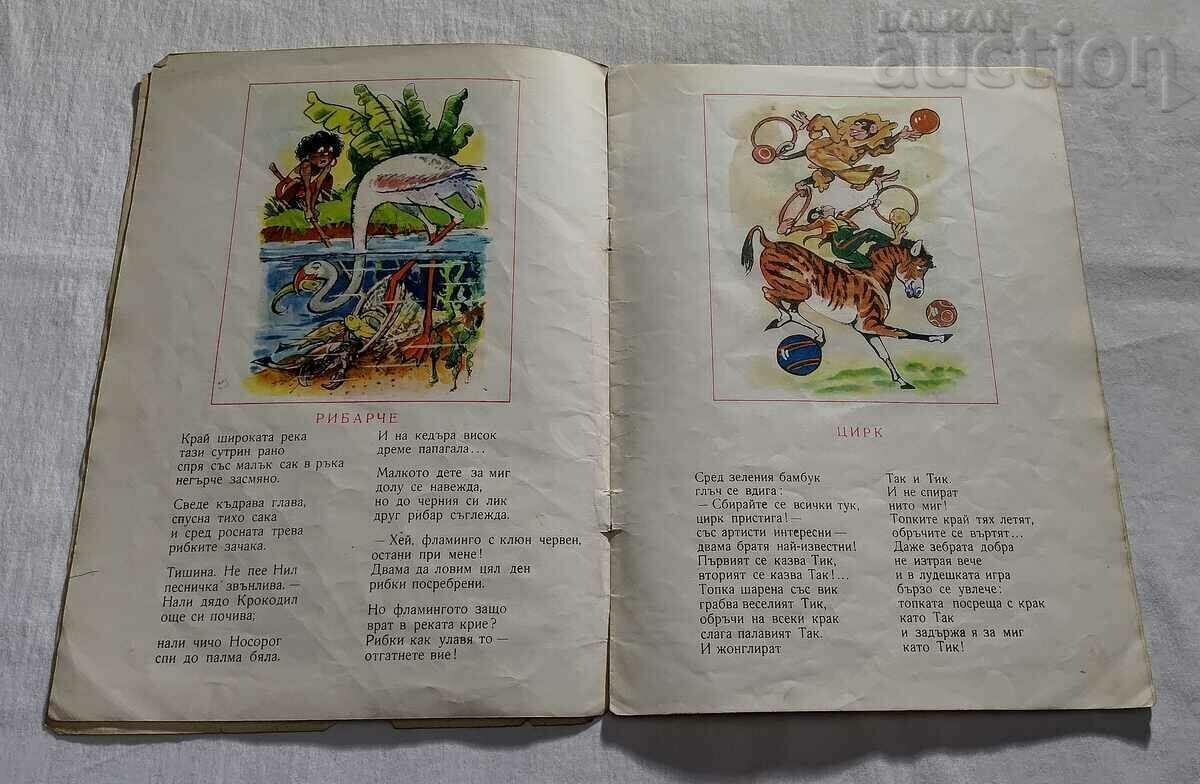 BALKAN
auction
РИБАРЧЕ
Край широката река
тази сутрин рано
спря със малък сак в ръка
негърче засмяно.
Сведе къдрава глава,
спусна тихо сака
и сред росната трева
рибките зачака.
Тишина. Не пее Нил
песничка звънлива. —
Нали дядо Крокодил
още си почива;
нали чичо Носорог
спи до палма бяла.
И на кедъра висок
дреме папагала...
Малкото дете за миг
долу се навежда,
но до черния си лик
друг рибар съглежда.
— Хей, фламинго с клюн червен,
остани при мене!
Двама да ловим цял ден
рибки посребрени.
Но фламингото защо
врат в реката крие?
Рибки как улавя то —
отгатнете вие!
ЦИРК
Сред зеления бамбук
глъч се вдига:
— Сбирайте се всички тук,
цирк пристига! —
със артисти интересни —
двама братя най-известни!
Първият се казва Тик,
вторият се казва Так!...
Топка шарена със вик
грабва веселият Тик,
обръчи на всеки крак
слага палавият Так.
И жонглират
Так и Тик.
И не спират
нито миг!
Топките край тях летят,
обръчите се въртят...
Даже зебрата добра
не изтрая вече
и в лудешката игра
бързо се увлече:
топката посреща с крак
като Так
и задържа я за миг
като Тик!